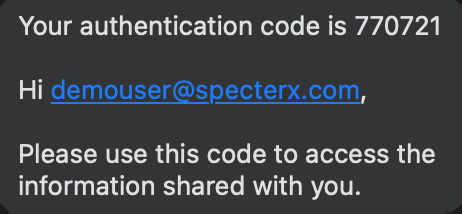 Your authentication code is 770721
Hi demouser@specterx.com,
Please use this code to access the
information shared with you.